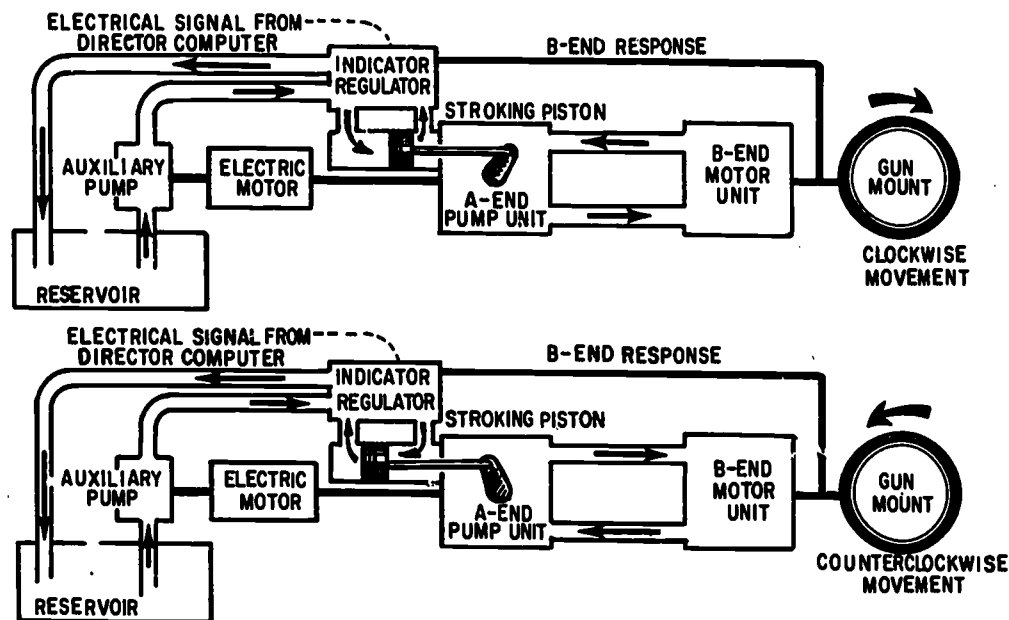 ELECTRICAL SIGNAL FROM
DIRECTOR COMPUTER
INDICATOR
REGULATOR
B-END RESPONSE
STROKING PISTON
AUXILIARY
PUMP
ELECTRIC
MOTOR
A-END
PUMP UNIT
B-END
MOTOR
UNIT
GUN
MOUNT
CLOCKWISE
MOVEMENT
RESERVOIR
ELECTRICAL SIGNAL FROM
DIRECTOR COMPUTER
INDICATOR
REGULATOR
B-END RESPONSE
STROKING PISTON
AUXILIARY
PUMP
ELECTRIC
MOTOR
A-END
PUMP UNIT
B-END
MOTOR
UNIT
GUN
MOUNT
COUNTERCLOCKWISE
MOVEMENT
RESERVOIR